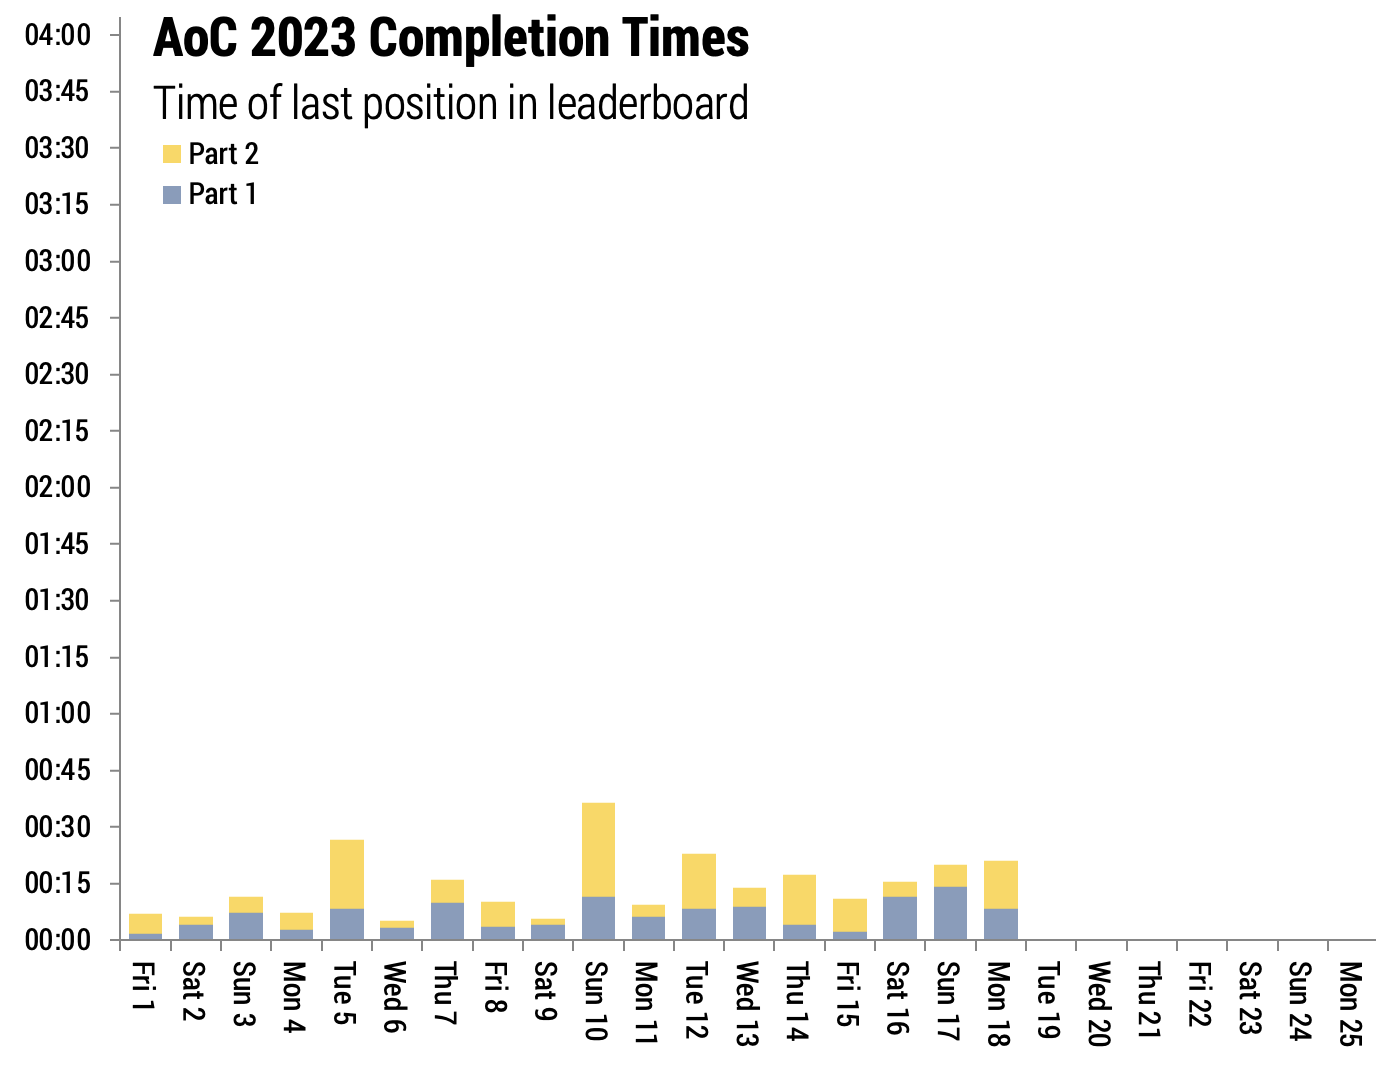 AoC 2023 Completion Times
Time of last position in leaderboard
Part 2
Part 1
04:00
03:45
03:30
03:15
03:00
02:45
02:30
02:15
02:00
01:45
01:30
01:15
01:00
00:45
00:30
00:15
00:00
Fri 1
Sat 2
Sun 3
Mon 4
Tue 5
Wed 6
Thu 7
Fri 8
Sat 9
Sun 10
Mon 11
Tue 12
Wed 13
Thu 14
Fri 15
Sat 16
Sun 17
Mon 18
Tue 19
Wed 20
Thu 21
Fri 22
Sat 23
Sun 24
Mon 25